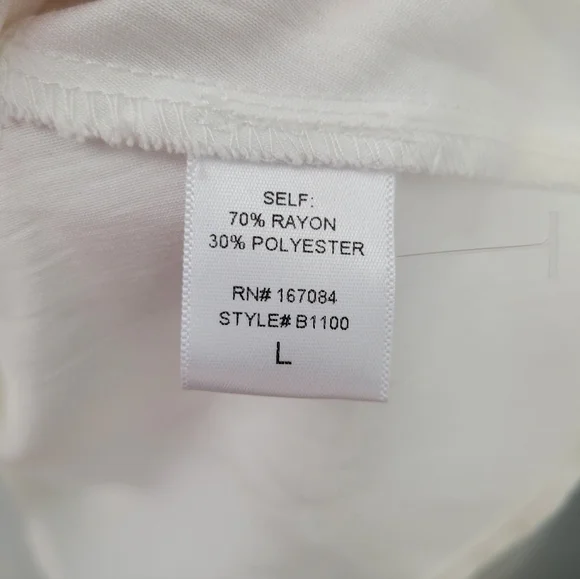 SELF:
70% RAYON
30% POLYESTER
RN# 167084
STYLE# B1100
L